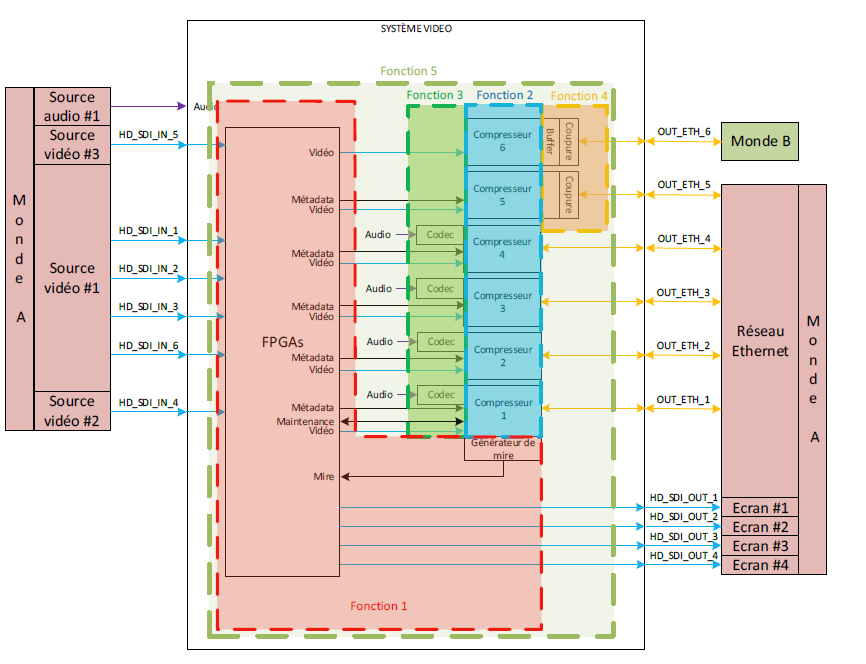 SYSTÈME VIDEO
Fonction 5
Fonction 3
Fonction 2
Fonction 4
Monde A
Source
audio #1
Source
vidéo #3
Source
vidéo #1
Source
vidéo #2
Audio
HD_SDI_IN_5
HD_SDI_IN_1
HD_SDI_IN_2
HD_SDI_IN_3
HD_SDI_IN_6
HD_SDI_IN_4
FPGAs
Vidéo
Métadata
Vidéo
Métadata
Vidéo
Métadata
Vidéo
Métadata
Vidéo
Métadata
Maintenance
Vidéo
Mire
Audio
Codec
Audio
Codec
Audio
Codec
Audio
Codec
Compresseur
6
Compresseur
5
Compresseur
4
Compresseur
3
Compresseur
2
Compresseur
1
Générateur de
mire
Buffer
Coupure
Coupure
Fonction 1
OUT_ETH_6
OUT_ETH_5
OUT_ETH_4
OUT_ETH_3
OUT_ETH_2
OUT_ETH_1
HD_SDI_OUT_1
HD_SDI_OUT_2
HD_SDI_OUT_3
HD_SDI_OUT_4
Monde B
Réseau
Ethernet
Ecran #1
Ecran #2
Ecran #3
Ecran #4
Monde A